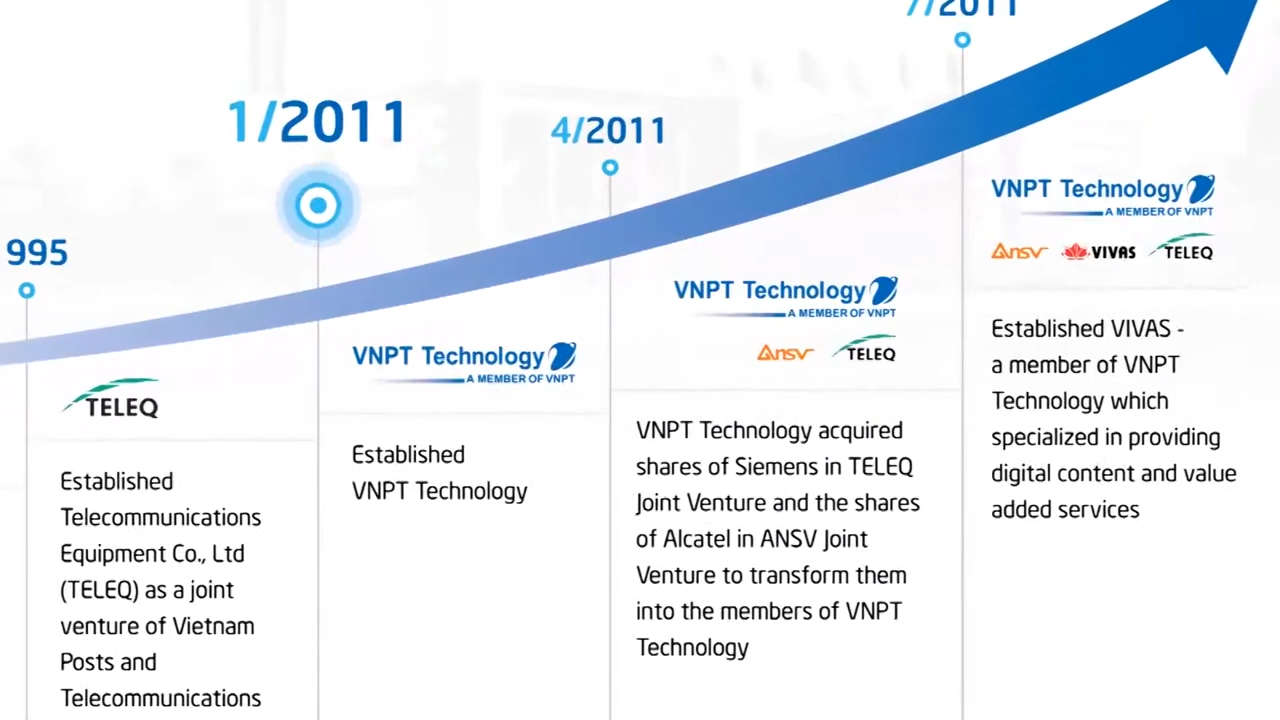 995
TELEQ
Established
Telecommunications
Equipment Co., Ltd
(TELEQ) as a joint
venture of Vietnam
Posts and
Telecommunications
1/2011
VNPT Technology
A MEMBER OF VNPT
Established
VNPT Technology
4/2011
VNPT Technology
A MEMBER OF VNPT
Ansv
TELEQ
VNPT Technology acquired
shares of Siemens in TELEQ
Joint Venture and the shares
of Alcatel in ANSV Joint
Venture to transform them
into the members of VNPT
Technology
7/2011
VNPT Technology
A MEMBER OF VNPT
Ansv
VIVAS
TELEQ
Established VIVAS -
a member of VNPT
Technology which
specialized in providing
digital content and value
added services